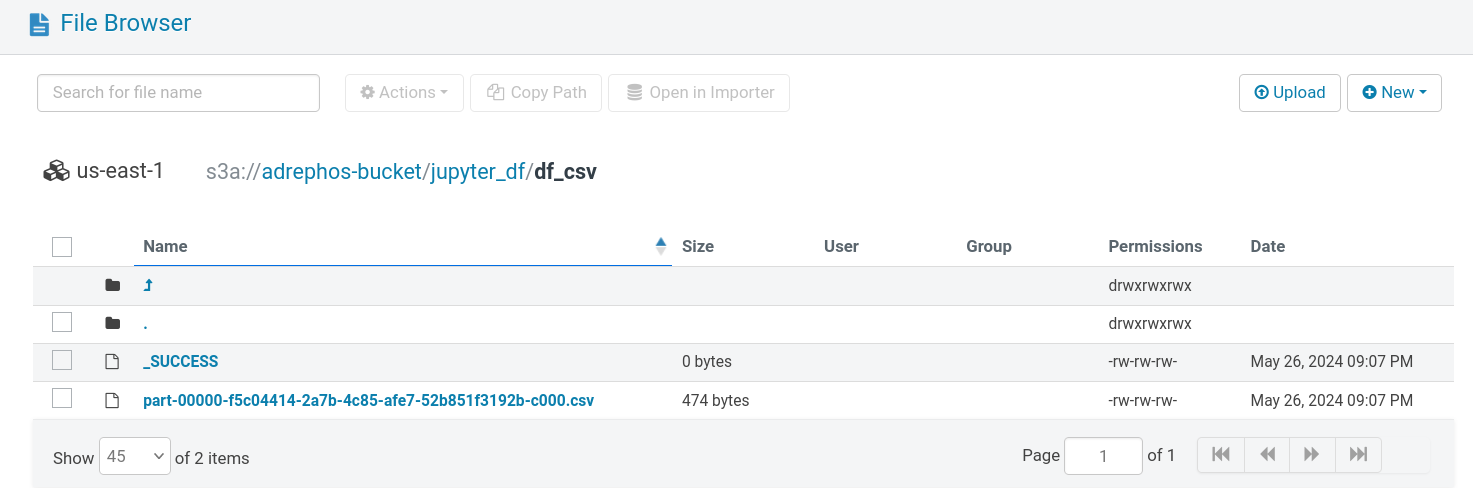 File Browser
Search for file name Actions Copy Path Open in Importer Upload New
us-east-1 s3a://adrephos-bucket/jupyter_df/df_csv
Name Size User Group Permissions Date
drwxrwxrwx
. drwxrwxrwx
_SUCCESS 0 bytes -rw-rw-rw- May 26, 2024 09:07 PM
part-00000-f5c04414-2a7b-4c85-afe7-52b851f3192b-c000.csv 474 bytes -rw-rw-rw- May 26, 2024 09:07 PM
Show 45 of 2 items Page 1 of 1